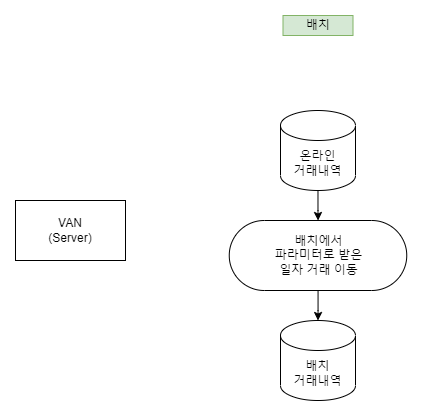 배치
온라인
거래내역
VAN
(Server)
배치에서
파라미터로 받은
일자 거래 이동
배치
거래내역